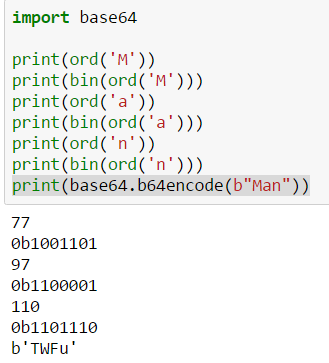 import base64
print(ord('M'))
print(bin(ord('M')))
print(ord('a'))
print(bin(ord('a')))
print(ord('n'))
print(bin(ord('n')))
print(base64.b64encode(b"Man"))
77
0b1001101
97
0b1100001
110
0b1101110
b'TWFu'